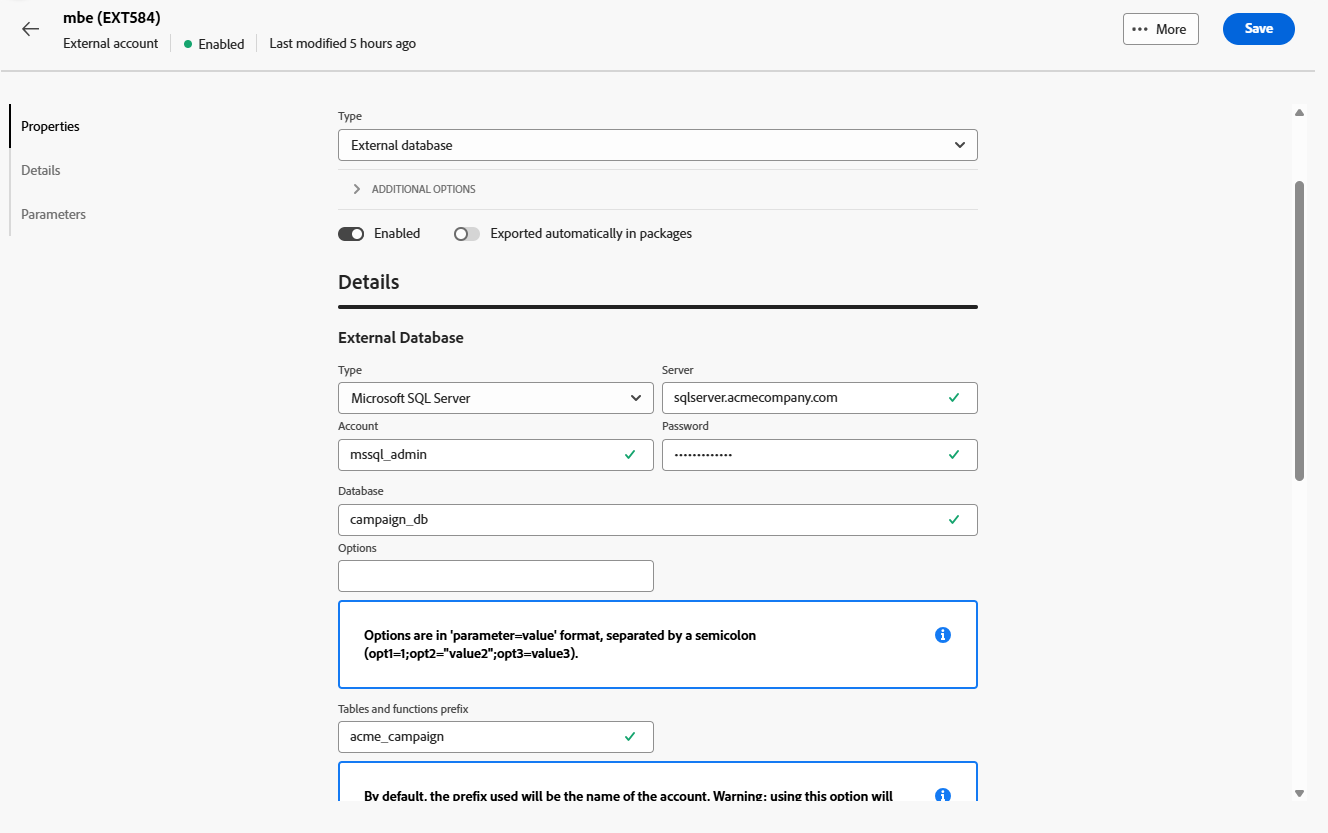 mbe (EXT584)
External account
Enabled
Last modified 5 hours ago
More
Save
Properties
Details
Parameters
Type
External database
ADDITIONAL OPTIONS
Enabled
Exported automatically in packages
Details
External Database
Type
Server
Microsoft SQL Server
sqlserver.acmecompany.com
Account
Password
mssql_admin
•••••••••••••
Database
campaign_db
Options
Options are in 'parameter=value' format, separated by a semicolon
(opt1=1;opt2="value2";opt3=value3).
Tables and functions prefix
acme_campaign
By default, the prefix used will be the name of the account. Warning: using this option will